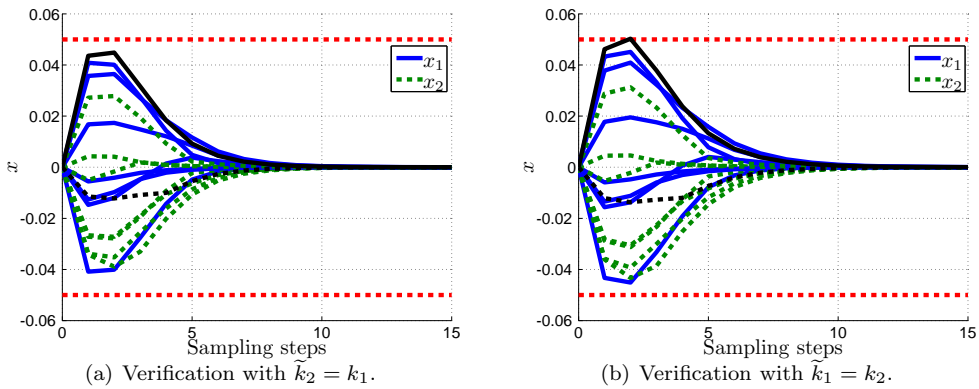 0.06
0.04
0.02
0
-0.02
-0.04
-0.06
x
0
5
10
15
Sampling steps
x₁
x₂
(a) Verification with k̃₂ = k₁.
0.06
0.04
0.02
0
-0.02
-0.04
-0.06
x
0
5
10
15
Sampling steps
x₁
x₂
(b) Verification with k̃₁ = k₂.